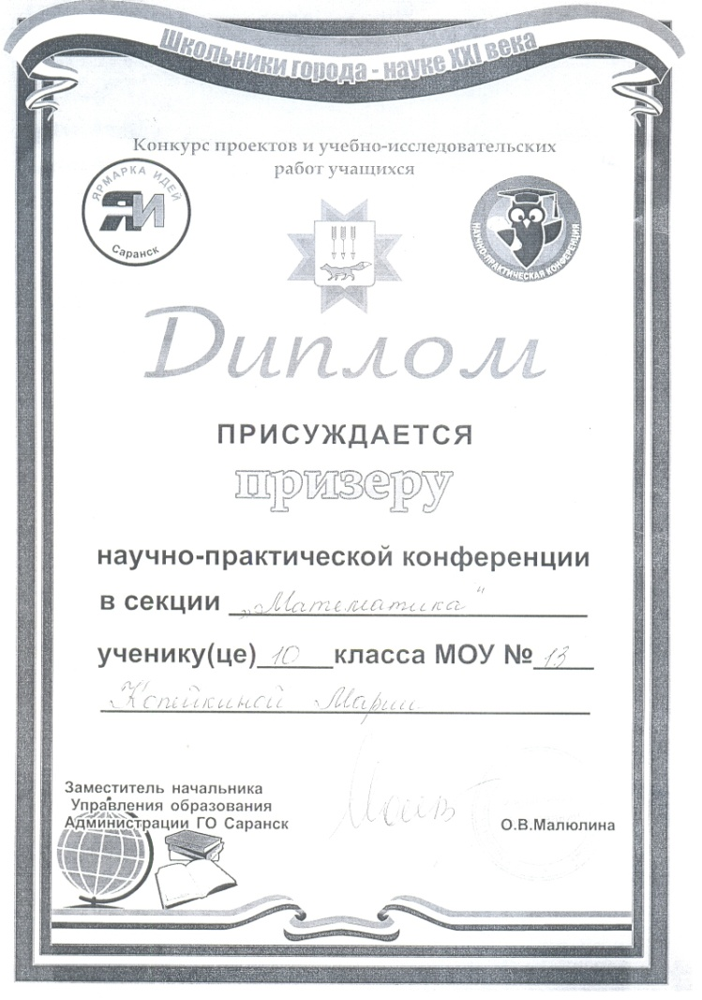 Школьники города - науке XXI века
Конкурс проектов и учебно-исследовательских
работ учащихся
ЯРМАРКА ИДЕЙ
ЯИ
Саранск
НАУЧНО-ПРАКТИЧЕСКАЯ КОНФЕРЕНЦИЯ
Диплом
ПРИСУЖДАЕТСЯ
призеру
научно-практической конференции
в секции „Математика"
ученику(це) 10 класса МОУ № 13
Копейкиной Марии
Заместитель начальника
Управления образования
Администрации ГО Саранск
О.В.Малюлина